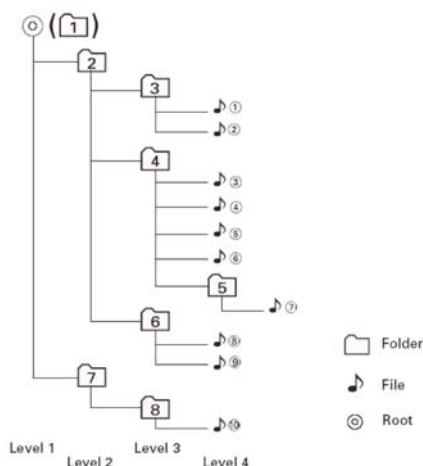 (1)
2
3
①
②
4
③
④
⑤
⑥
5
⑦
6
⑧
⑨
7
8
⑩
Folder
File
Root
Level 1
Level 2
Level 3
Level 4